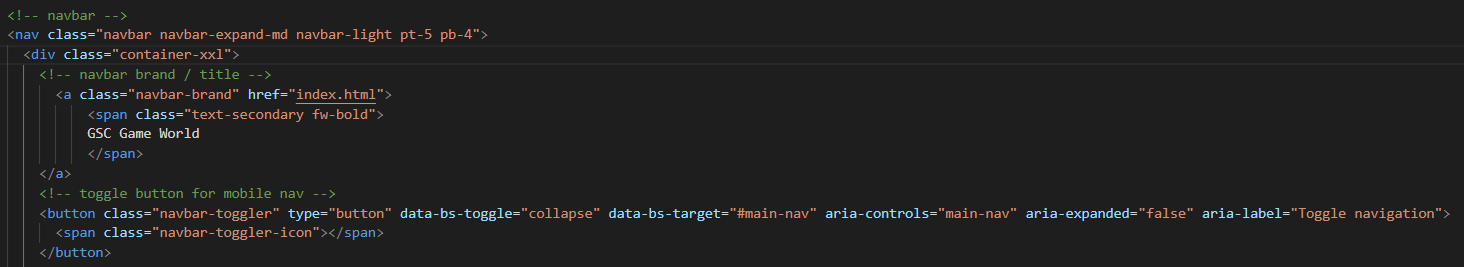 <!-- navbar -->
<nav class="navbar navbar-expand-md navbar-light pt-5 pb-4">
<div class="container-xxl">
<!-- navbar brand / title -->
<a class="navbar-brand" href="index.html">
<span class="text-secondary fw-bold">
GSC Game World
</span>
</a>
<!-- toggle button for mobile nav -->
<button class="navbar-toggler" type="button" data-bs-toggle="collapse" data-bs-target="#main-nav" aria-controls="main-nav" aria-expanded="false" aria-label="Toggle navigation">
<span class="navbar-toggler-icon"></span>
</button>